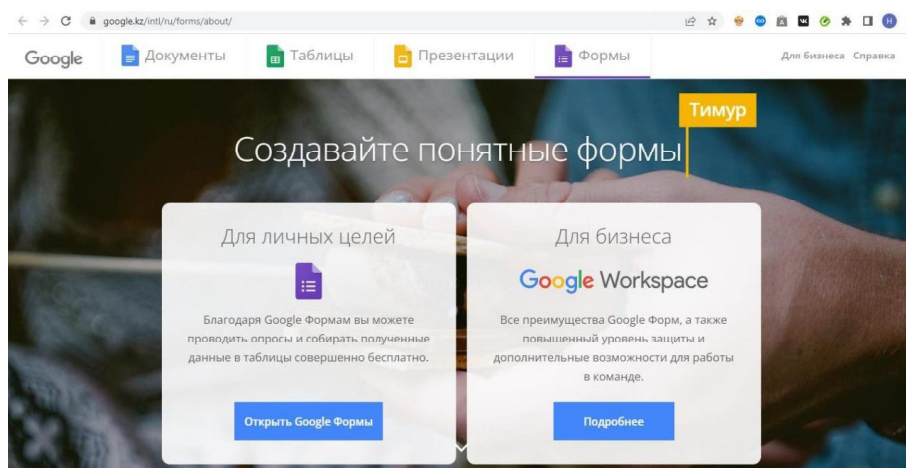 google.kz/intl/ru/forms/about/
Google Документы Таблицы Презентации Формы Для бизнеса Справка
Тимур
Создавайте понятные формы
Для личных целей
Благодаря Google Формам вы можете
проводить опросы и собирать полученные
данные в таблицы совершенно бесплатно.
Открыть Google Формы
Для бизнеса
Google Workspace
Все преимущества Google Форм, а также
повышенный уровень защиты и
дополнительные возможности для работы
в команде.
Подробнее